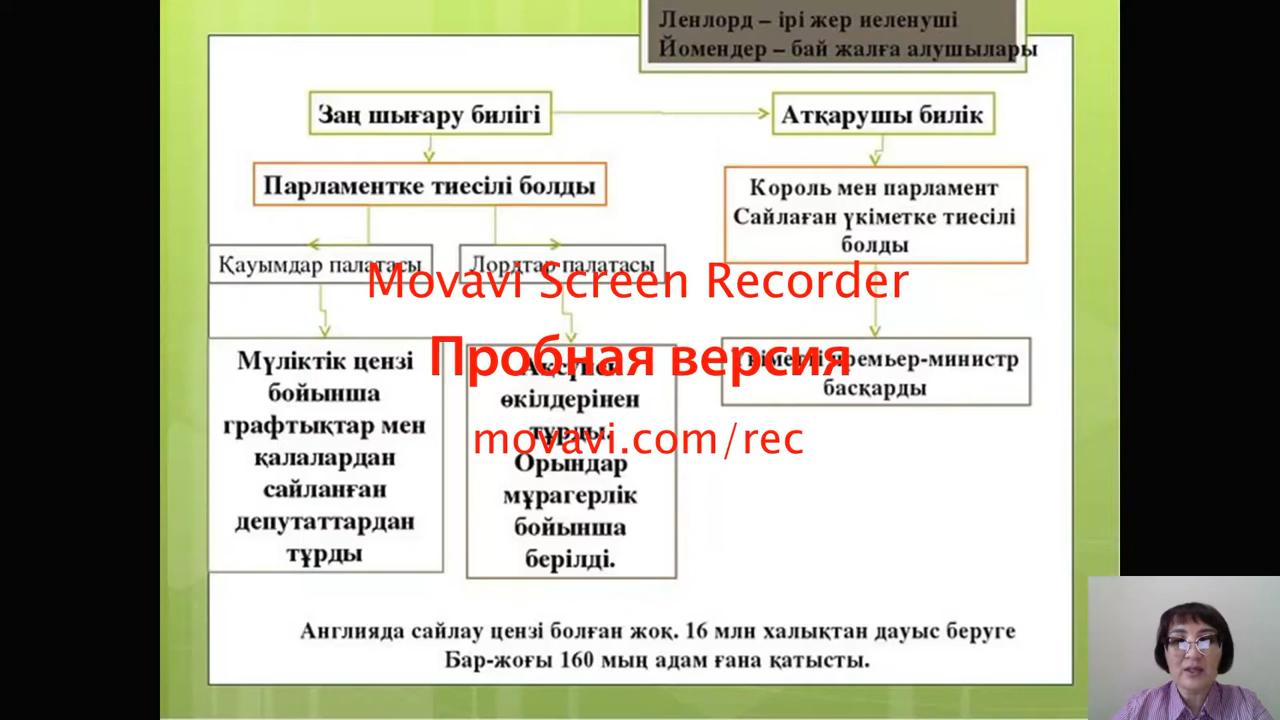 Ленлорд – ірі жер иеленуші
Йомендер – бай жалға алушылары
Заң шығару билігі
Атқарушы билік
Парламентке тиесілі болды
Король мен парламент
Сайлаған үкіметке тиесілі
болды
Қауымдар палатасы
Лордтар палатасы
Movavi Screen Recorder
Пробная версия
movavi.com/rec
Мүліктік цензі
бойынша
графтықтар мен
қалалардан
сайланған
депутаттардан
тұрды
өкілдерінен
тұрды.
Орындар
мұрагерлік
бойынша
берілді.
премьер-министр
басқарды
Англияда сайлау цензі болған жоқ. 16 млн халықтан дауыс беруге
Бар-жоғы 160 мың адам ғана қатысты.